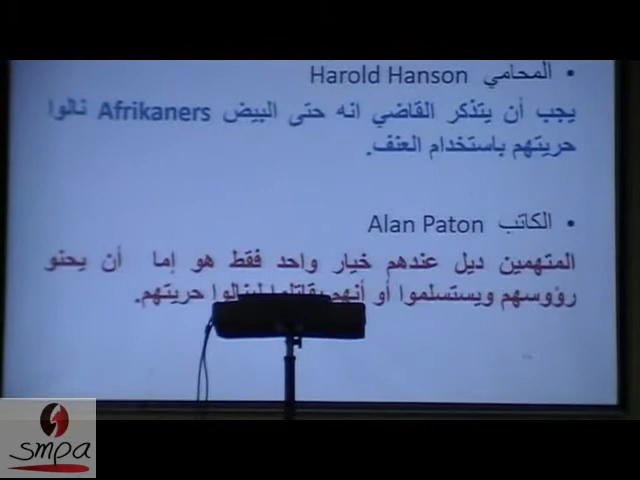 • المحامي Harold Hanson
يجب أن يتذكر القاضي انه حتى البيض Afrikaners نالوا
حريتهم باستخدام العنف.
• الكاتب Alan Paton
المتهمين ديل عندهم خيار واحد فقط هو إما أن يحنو
رؤوسهم ويستسلموا أو أنهم يقاتلوا لينالوا حريتهم.
smpa